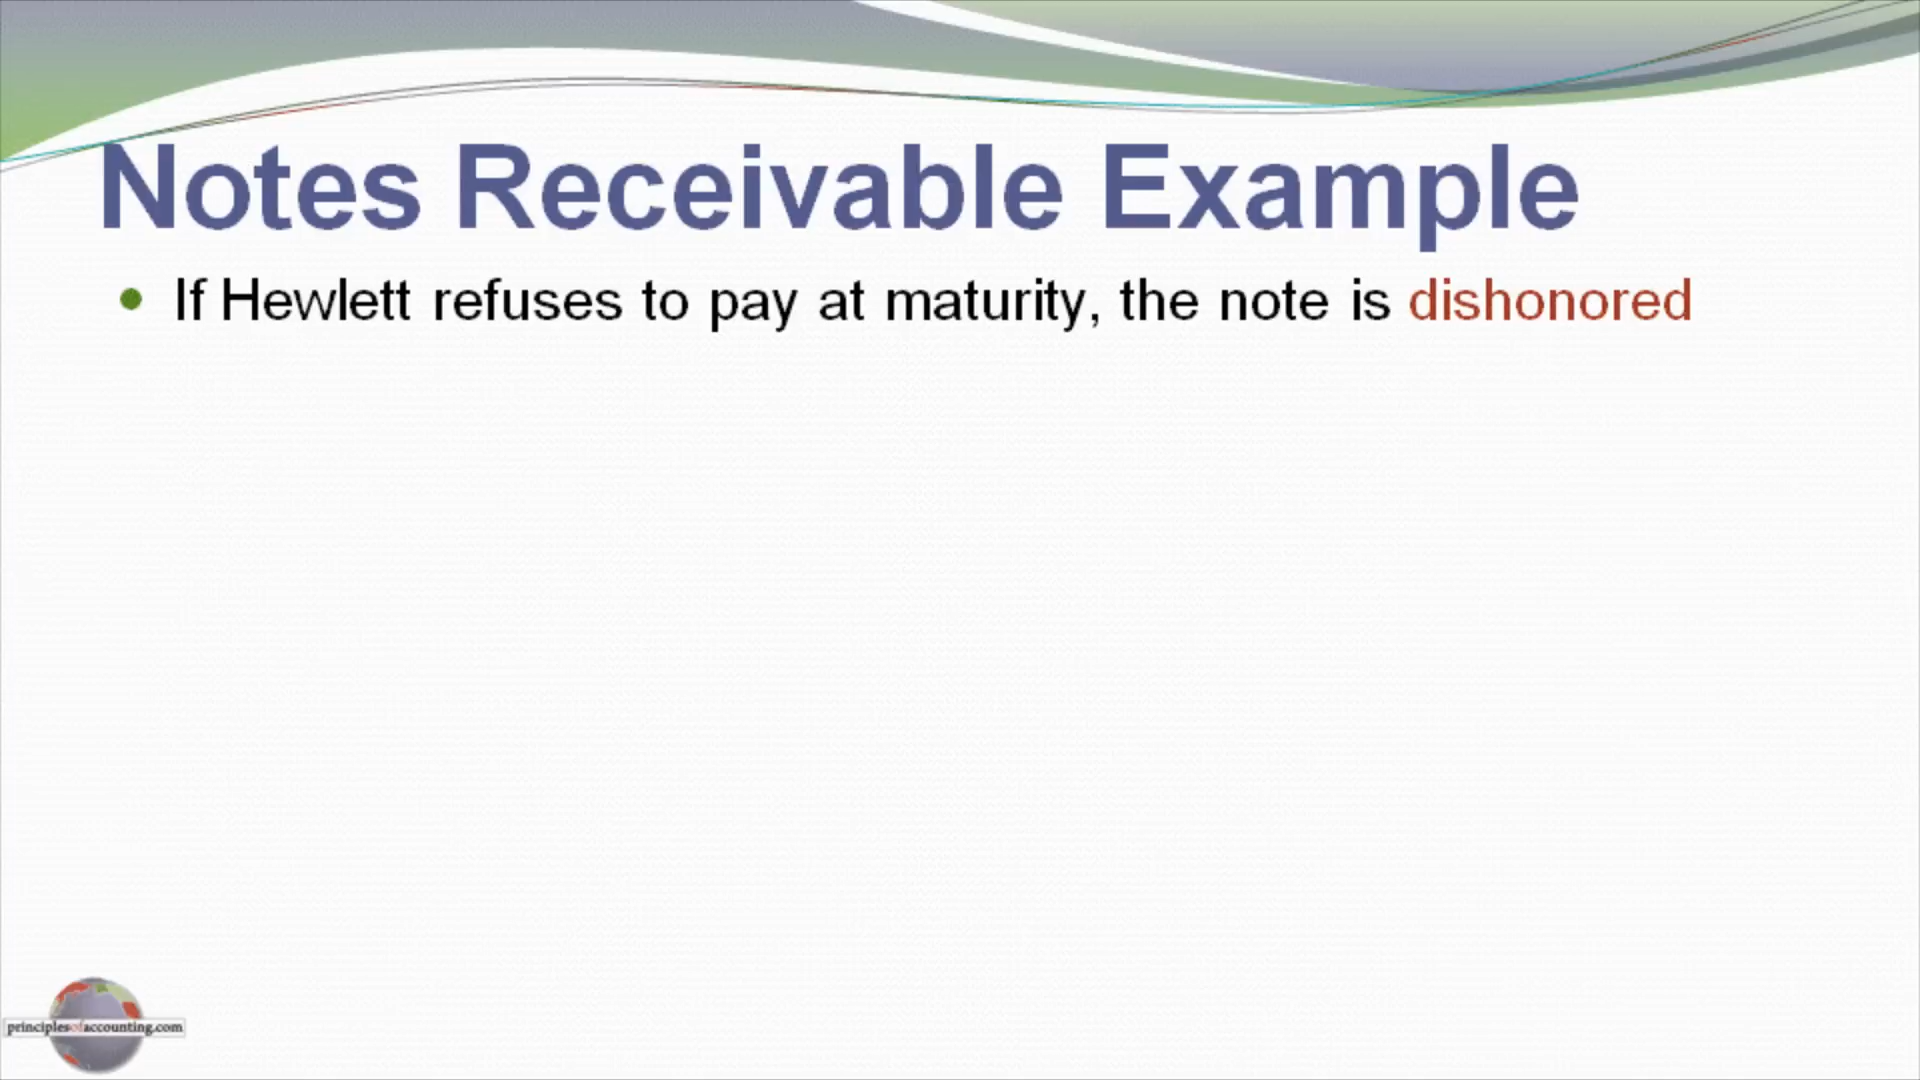 Notes Receivable Example
If Hewlett refuses to pay at maturity, the note is dishonored
principlesofaccounting.com